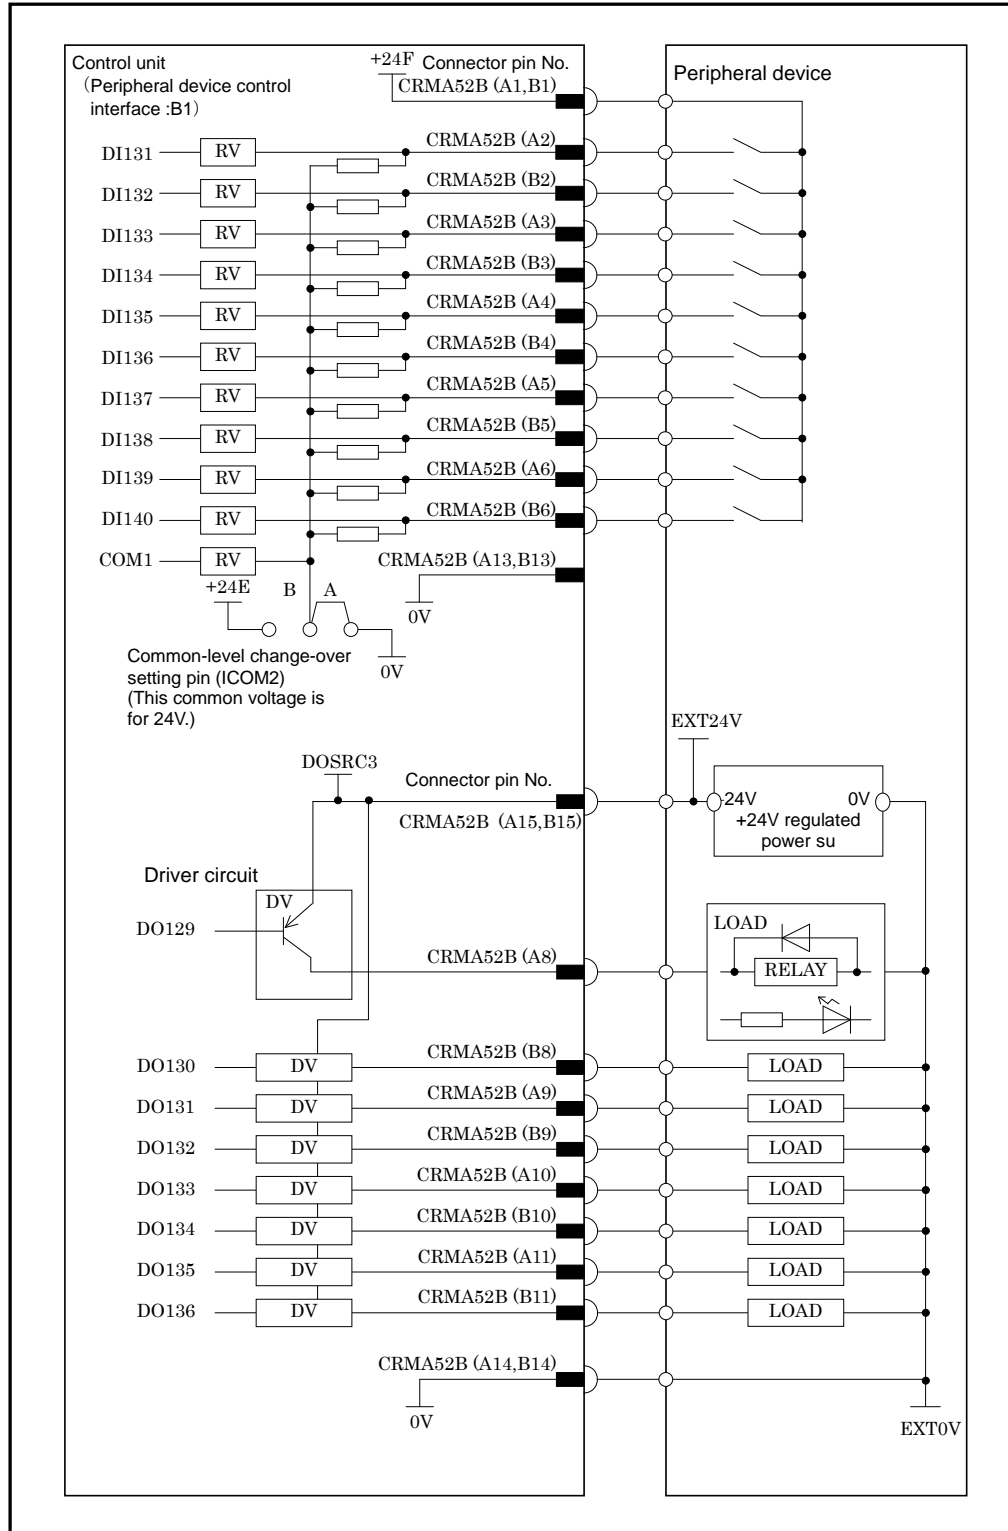 Control unit
（Peripheral device control
interface :B1）
+24F
Connector pin No.
CRMA52B (A1,B1)
Peripheral device
DI131 RV CRMA52B (A2)
DI132 RV CRMA52B (B2)
DI133 RV CRMA52B (A3)
DI134 RV CRMA52B (B3)
DI135 RV CRMA52B (A4)
DI136 RV CRMA52B (B4)
DI137 RV CRMA52B (A5)
DI138 RV CRMA52B (B5)
DI139 RV CRMA52B (A6)
DI140 RV CRMA52B (B6)
COM1 RV CRMA52B (A13,B13)
+24E B A 0V
0V
Common-level change-over
setting pin (ICOM2)
(This common voltage is
for 24V.)
EXT24V
DOSRC3
Connector pin No.
CRMA52B (A15,B15)
24V 0V
+24V regulated
power su
Driver circuit
DV
DO129
CRMA52B (A8)
LOAD
RELAY
DO130 DV CRMA52B (B8) LOAD
DO131 DV CRMA52B (A9) LOAD
DO132 DV CRMA52B (B9) LOAD
DO133 DV CRMA52B (A10) LOAD
DO134 DV CRMA52B (B10) LOAD
DO135 DV CRMA52B (A11) LOAD
DO136 DV CRMA52B (B11) LOAD
CRMA52B (A14,B14)
0V
EXT0V